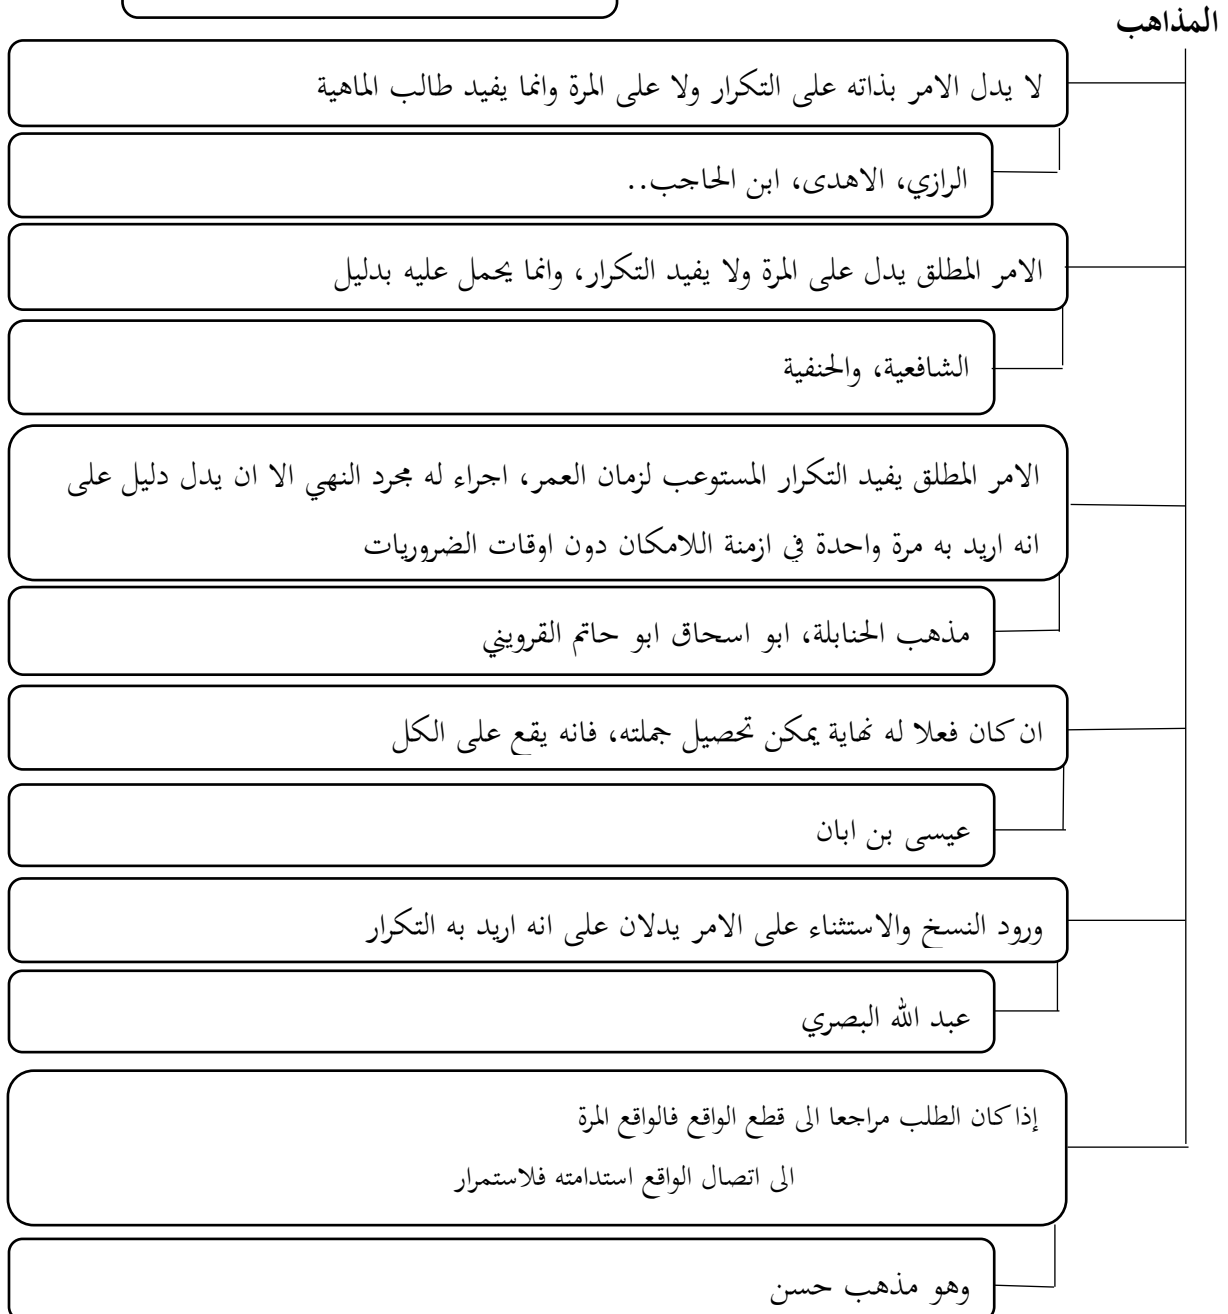 المذاهب
لا يدل الامر بذاته على التكرار ولا على المرة وانما يفيد طالب الماهية
الرازي، الاهدى، ابن الحاجب..
الامر المطلق يدل على المرة ولا يفيد التكرار، وانما يحمل عليه بدليل
الشافعية، والحنفية
الامر المطلق يفيد التكرار المستوعب لزمان العمر، اجراء له مجرد النهي الا ان يدل دليل على
انه اريد به مرة واحدة في ازمنة اللامكان دون اوقات الضروريات
مذهب الحنابلة، ابو اسحاق ابو حاتم القرويني
ان كان فعلا له نهاية يمكن تحصيل جملته، فانه يقع على الكل
عيسى بن ابان
ورود النسخ والاستثناء على الامر يدلان على انه اريد به التكرار
عبد الله البصري
إذا كان الطلب مراجعا الى قطع الواقع فالواقع المرة
الى اتصال الواقع استدامته فلاستمرار
وهو مذهب حسن